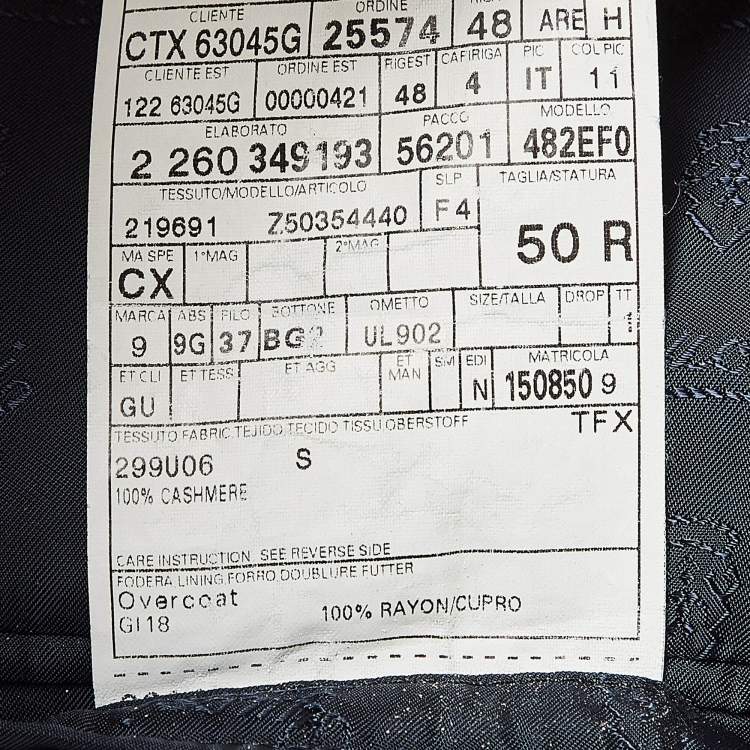 CLIENTE ORDINE
CTX 63045G 25574 48 ARE H
CLIENTE EST ORDINE EST RIGEST CAPIRIGA PIC COL PIC
122 63045G 00000421 48 4 IT 11
ELABORATO PACCO MODELLO
2 260 349193 56201 482EF0
TESSUTO/MODELLO/ARTICOLO SLP TAGLIA/STATURA
219691 Z50354440 F4 50 R
MA SPE 1°MAG 2°MAG
CX
MARCA ABS FILO BOTTONE OMETTO SIZE/TALLA DROP TT
9 9G 37 UL902
ET CLI ET TESS ET AGG ET MAN SM EDI MATRICOLA
GU N 150850 9
TESSUTO FABRIC TEJIDO TECIDO TISSU OBERSTOFF TFX
299U06 S
100% CASHMERE
CARE INSTRUCTION SEE REVERSE SIDE
FODERA LINING FORRO DOUBLURE FUTTER
Overcoat 100% RAYON/CUPRO
GI18